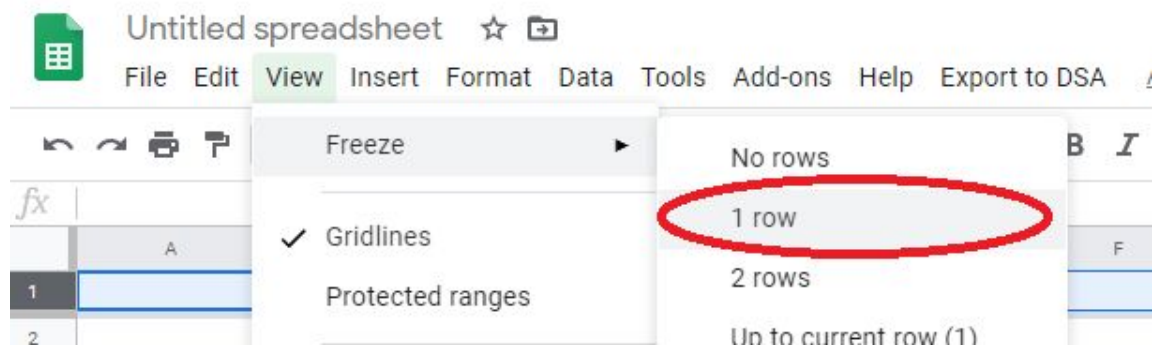 Untitled spreadsheet
File Edit View Insert Format Data Tools Add-ons Help Export to DSA
Freeze
No rows
B I
fx
1 row
A
Gridlines
F
2 rows
1
Protected ranges
2
Up to current row (1)